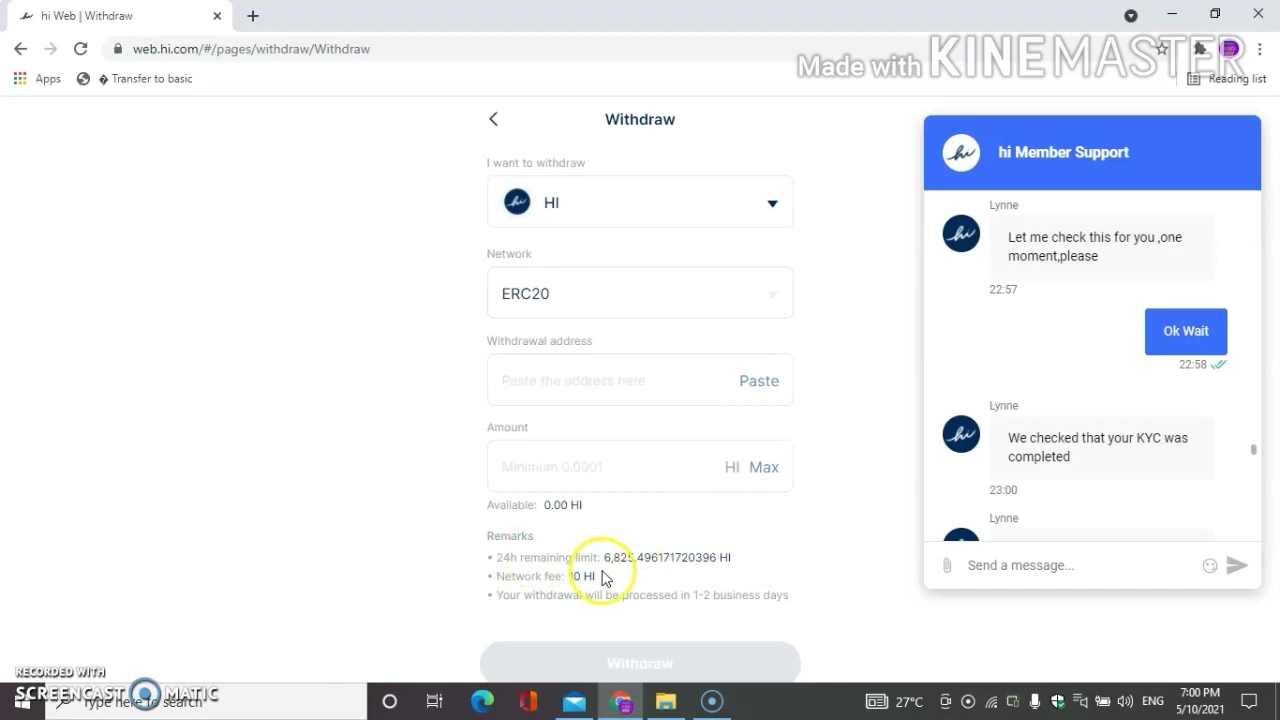 hi Web | Withdraw
web.hi.com/#/pages/withdraw/Withdraw
Made with KINEMASTER
Apps
Transfer to basic
Reading list
Withdraw
I want to withdraw
HI
Network
ERC20
Withdrawal address
Paste the address here
Paste
Amount
Minimum 0.0001
HI Max
Available: 0.00 HI
Remarks
• 24h remaining limit: 6,825.496171720396 HI
• Network fee: 10 HI
• Your withdrawal will be processed in 1-2 business days
Withdraw
hi
hi Member Support
Lynne
hi
Let me check this for you ,one
moment,please
22:57
Ok Wait
22:58
Lynne
hi
We checked that your KYC was
completed
23:00
Lynne
Send a message...
RECORDED WITH
SCREENCAST MATIC
Type here to search
27°C
ENG
7:00 PM
5/10/2021